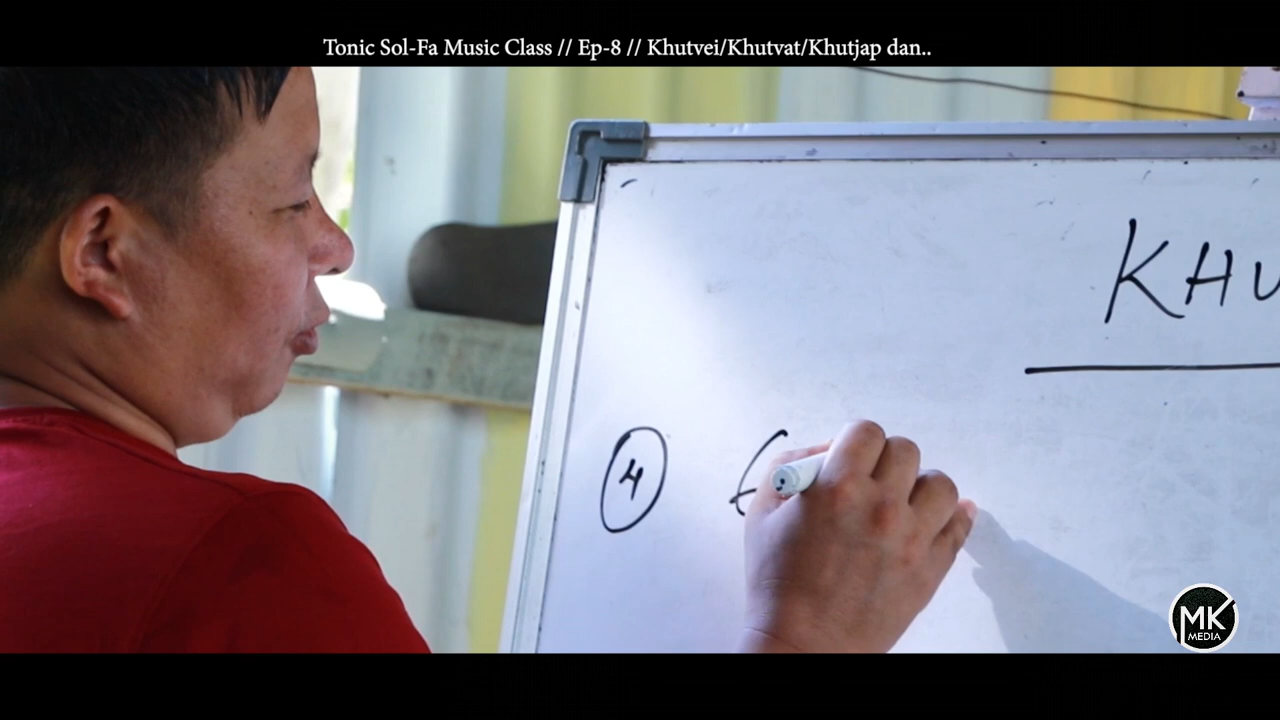 Tonic Sol-Fa Music Class // Ep-8 // Khutvei/Khutvat/Khutjap dan..
KHU
4
MK
MEDIA